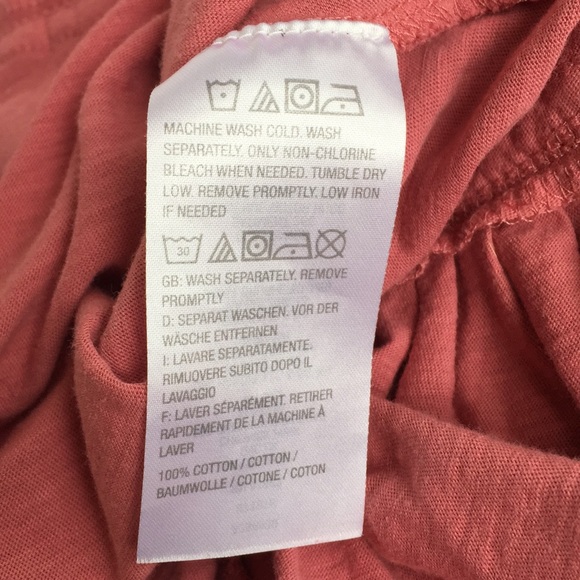 MACHINE WASH COLD. WASH
SEPARATELY. ONLY NON-CHLORINE
BLEACH WHEN NEEDED. TUMBLE DRY
LOW. REMOVE PROMPTLY. LOW IRON
IF NEEDED
30
GB: WASH SEPARATELY. REMOVE
PROMPTLY
D: SEPARAT WASCHEN. VOR DER
WÄSCHE ENTFERNEN
I: LAVARE SEPARATAMENTE.
RIMUOVERE SUBITO DOPO IL
LAVAGGIO
F: LAVER SÉPARÉMENT. RETIRER
RAPIDEMENT DE LA MACHINE À
LAVER
100% COTTON / COTTON /
BAUMWOLLE / COTONE / COTON